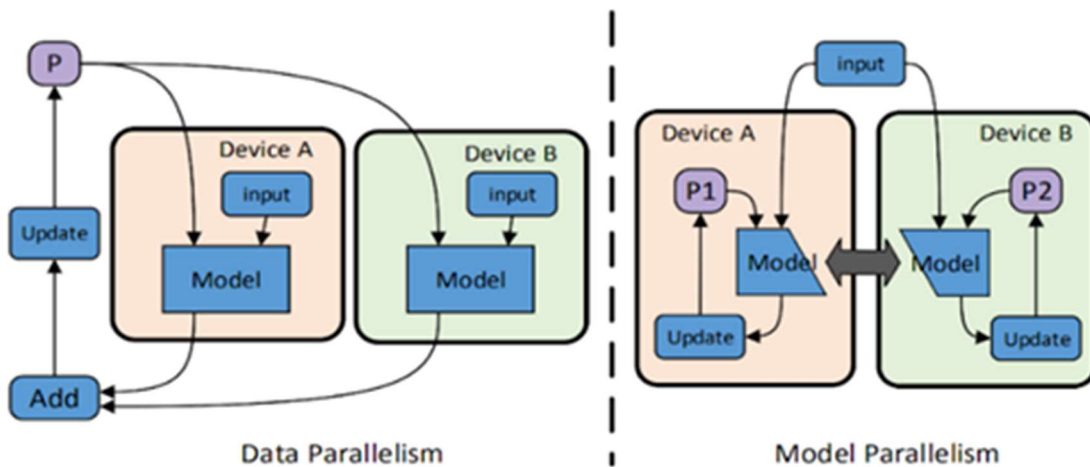 P
Device A
input
Model
Device B
input
Model
Update
Add
Data Parallelism
input
Device A
P1
Model
Update
Device B
P2
Model
Update
Model Parallelism